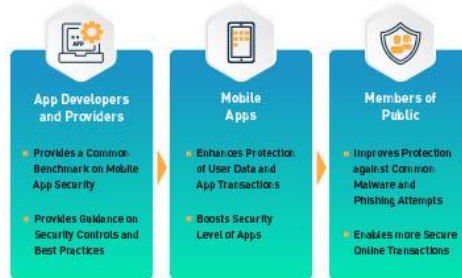 APP
App Developers
and Providers
Provides a Common
Benchmark on Mobile
App Security
Provides Guidance on
Security Controls and
Best Practices
Mobile
Apps
Enhances Protection
of User Data and
App Transactions
Boosts Security
Level of Apps
Members of
Public
Improves Protection
against Common
Malware and
Phishing Attempts
Enables more Secure
Online Transactions